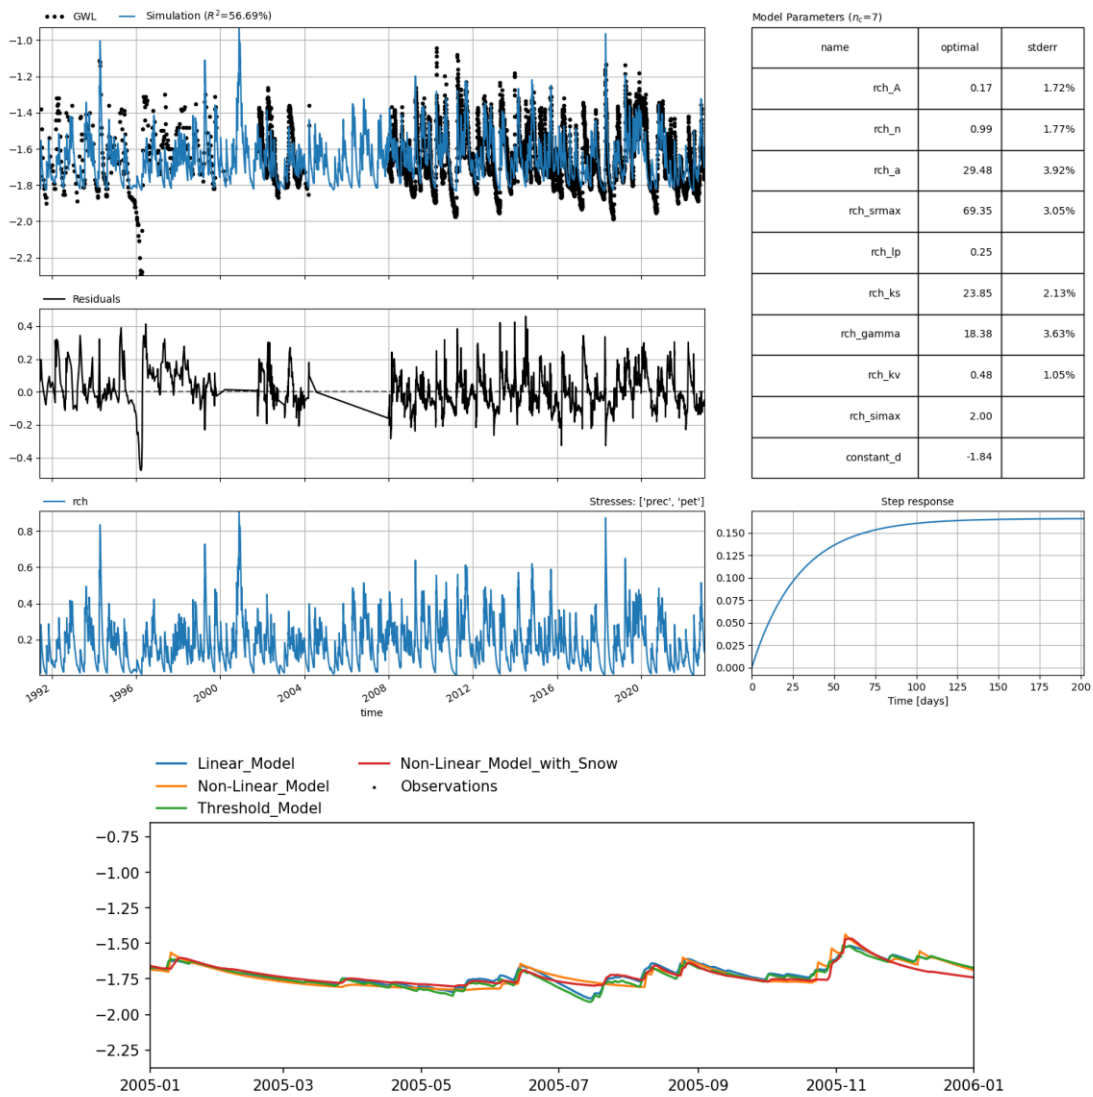 GWL Simulation (R²=56.69%)
−1.0
−1.2
−1.4
−1.6
−1.8
−2.0
−2.2
Residuals
0.4
0.2
0.0
−0.2
−0.4
rch Stresses: ['prec', 'pet']
0.8
0.6
0.4
0.2
1992 1996 2000 2004 2008 2012 2016 2020
time
Model Parameters (n_c=7)
name optimal stderr
rch_A 0.17 1.72%
rch_n 0.99 1.77%
rch_a 29.48 3.92%
rch_srmax 69.35 3.05%
rch_lp 0.25
rch_ks 23.85 2.13%
rch_gamma 18.38 3.63%
rch_kv 0.48 1.05%
rch_simax 2.00
constant_d -1.84
Step response
0.150
0.125
0.100
0.075
0.050
0.025
0.000
0 25 50 75 100 125 150 175 200
Time [days]
Linear_Model Non-Linear_Model_with_Snow
Non-Linear_Model Observations
Threshold_Model
−0.75
−1.00
−1.25
−1.50
−1.75
−2.00
−2.25
2005-01 2005-03 2005-05 2005-07 2005-09 2005-11 2006-01